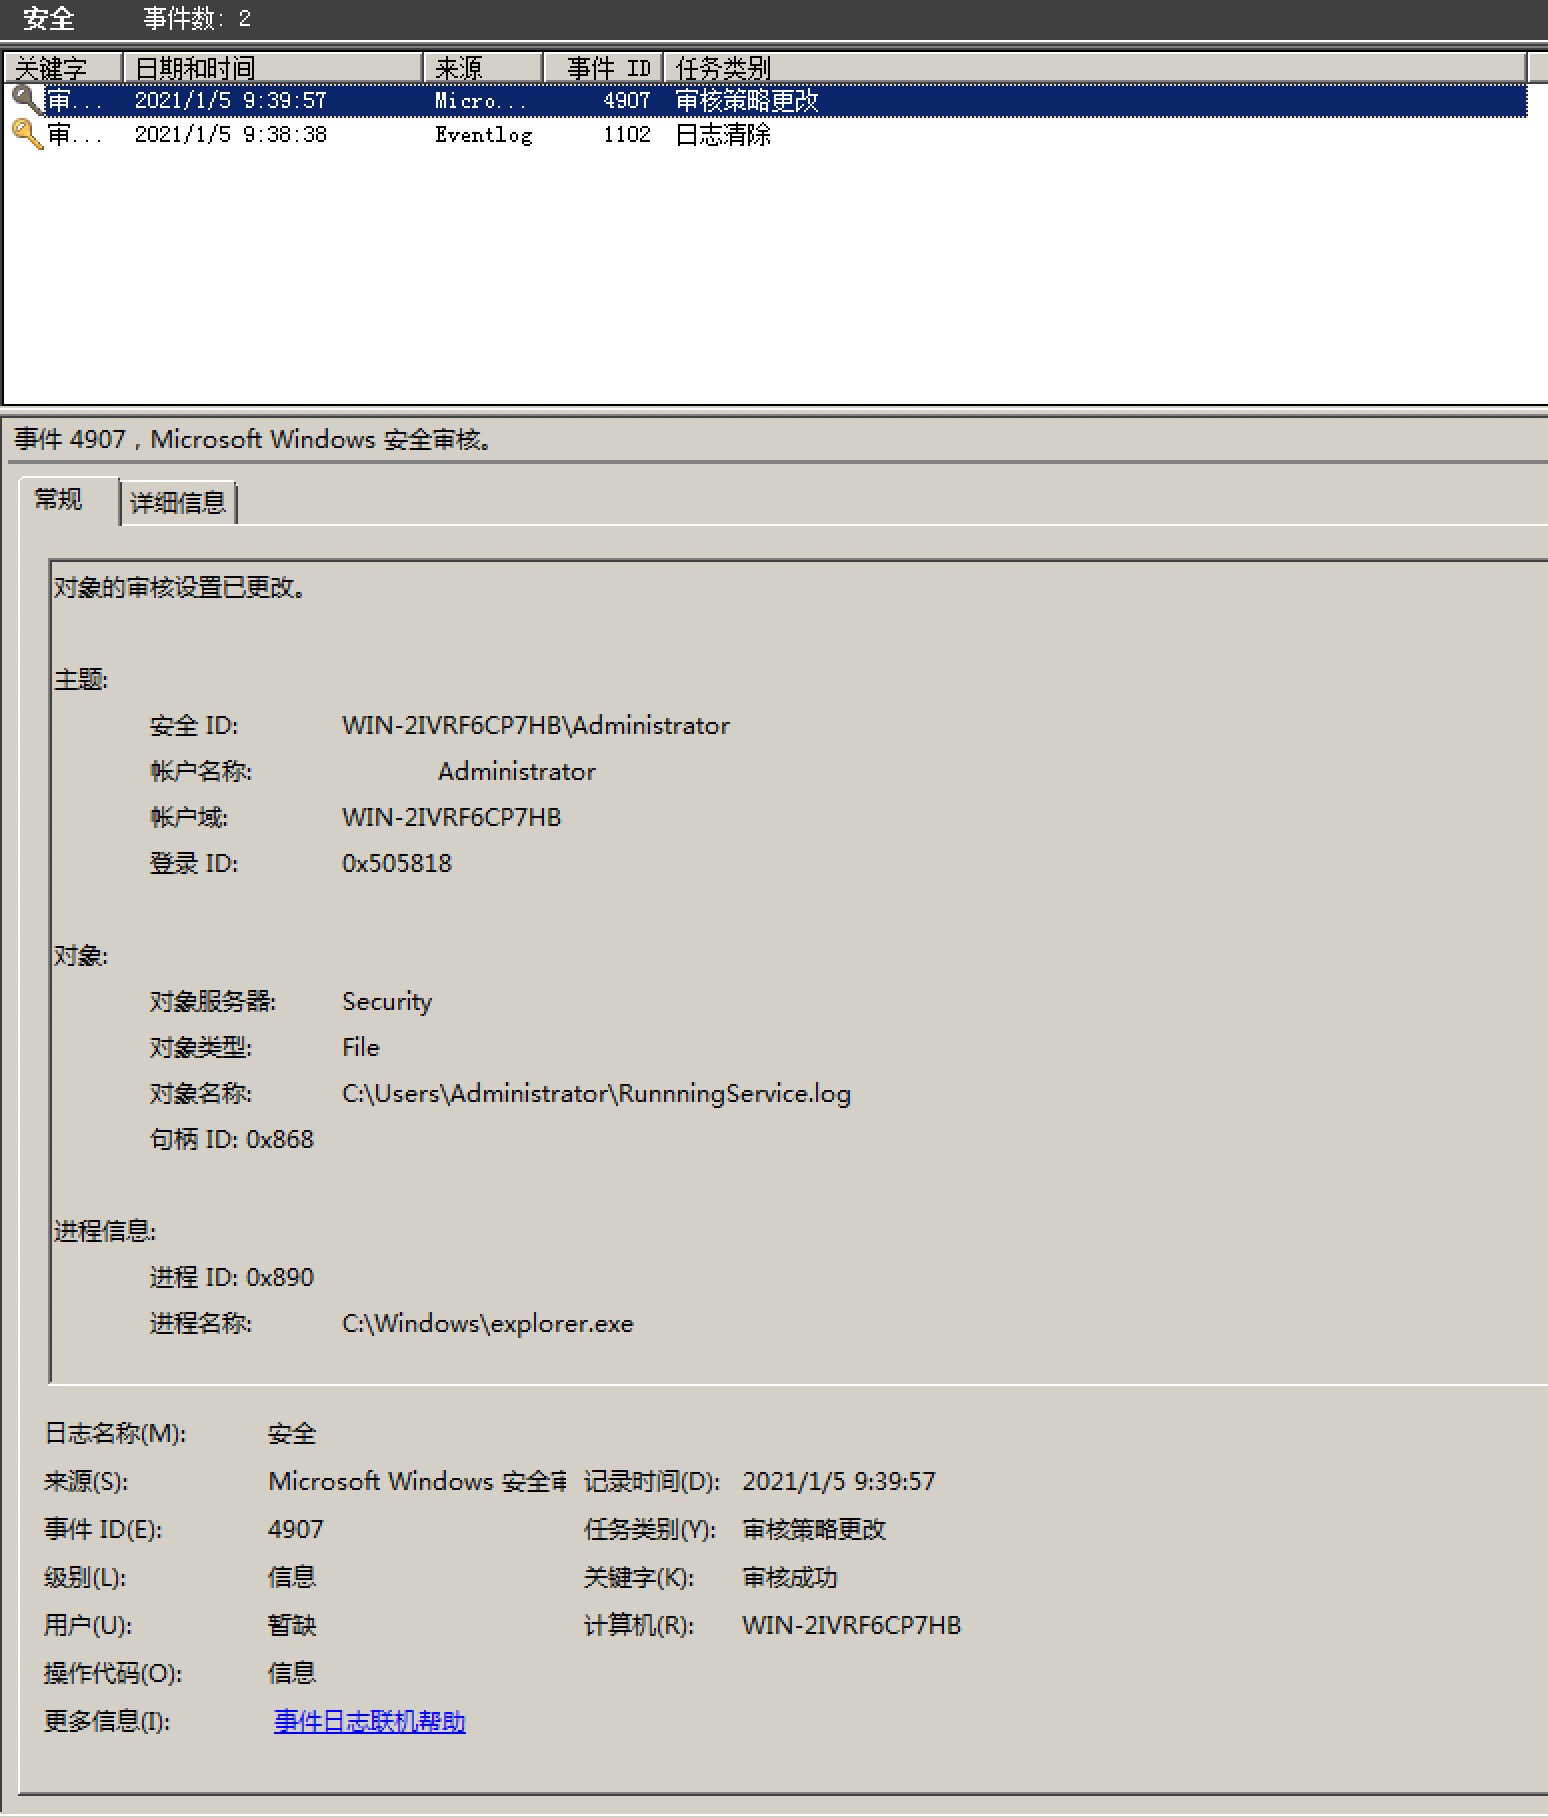 安全 事件数: 2
关键字 日期和时间 来源 事件 ID 任务类别
审... 2021/1/5 9:39:57 Micro... 4907 审核策略更改
审... 2021/1/5 9:38:38 Eventlog 1102 日志清除
事件 4907，Microsoft Windows 安全审核。
常规 详细信息
对象的审核设置已更改。
主题:
安全 ID: WIN-2IVRF6CP7HB\Administrator
帐户名称: Administrator
帐户域: WIN-2IVRF6CP7HB
登录 ID: 0x505818
对象:
对象服务器: Security
对象类型: File
对象名称: C:\Users\Administrator\RunnningService.log
句柄 ID: 0x868
进程信息:
进程 ID: 0x890
进程名称: C:\Windows\explorer.exe
日志名称(M): 安全
来源(S): Microsoft Windows 安全审 记录时间(D): 2021/1/5 9:39:57
事件 ID(E): 4907 任务类别(Y): 审核策略更改
级别(L): 信息 关键字(K): 审核成功
用户(U): 暂缺 计算机(R): WIN-2IVRF6CP7HB
操作代码(O): 信息
更多信息(I): 事件日志联机帮助